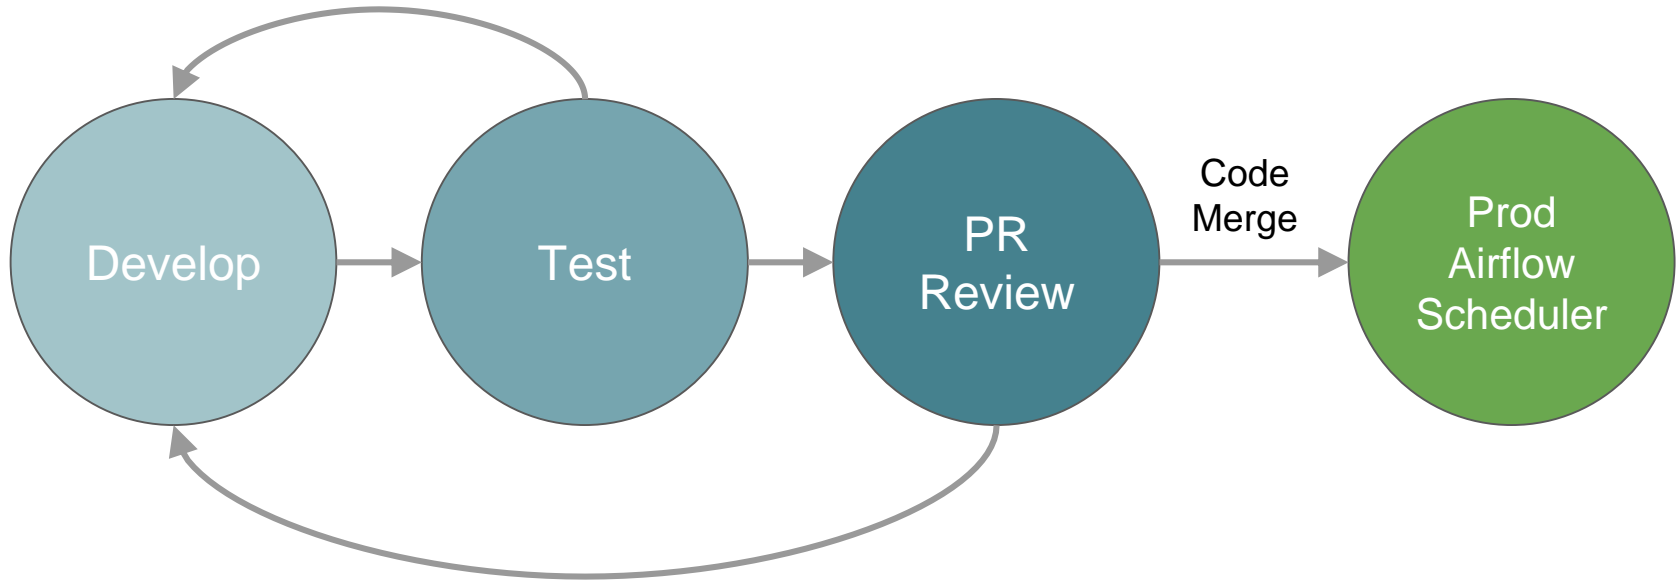 Develop
Test
PR
Review
Code
Merge
Prod
Airflow
Scheduler